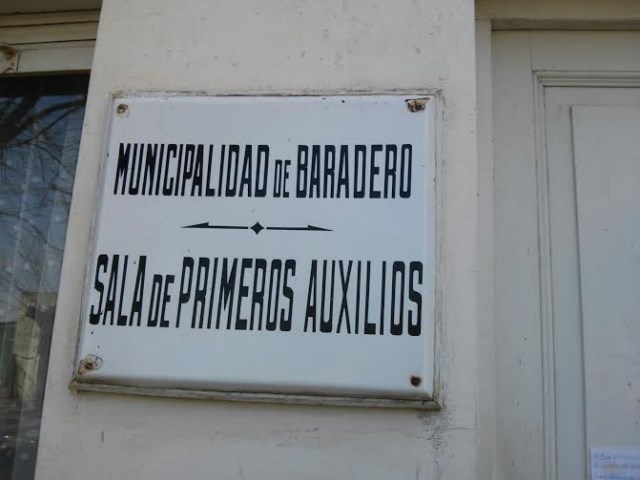 MUNICIPALIDAD DE BARADERO
SALA DE PRIMEROS AUXILIOS